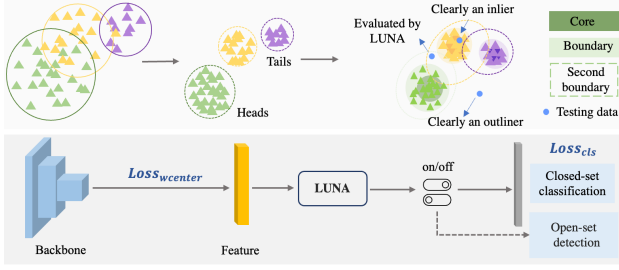 Clearly an inlier
Evaluated by
LUNA
Tails
Heads
Clearly an outliner
Core
Boundary
Second
boundary
Testing data
Loss_wcenter
LUNA
on/off
Loss_cls
Closed-set
classification
Open-set
detection
Backbone
Feature